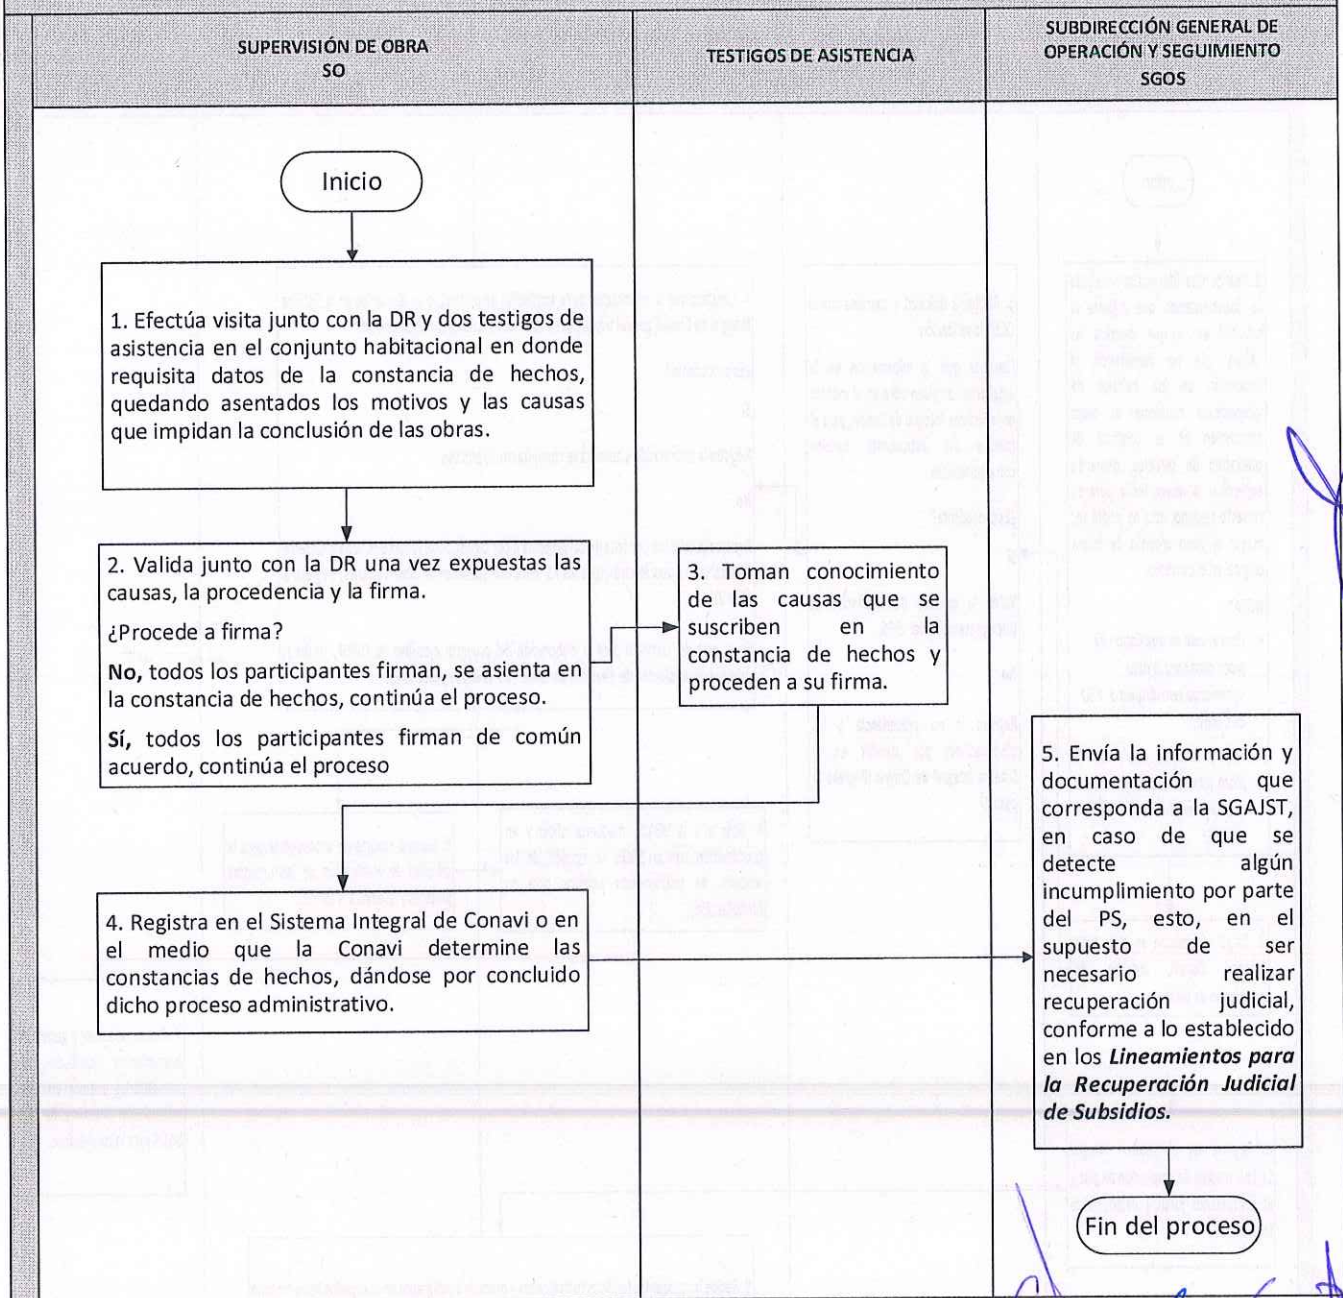 SUPERVISIÓN DE OBRA
SO
TESTIGOS DE ASISTENCIA
SUBDIRECCIÓN GENERAL DE
OPERACIÓN Y SEGUIMIENTO
SGOS
Inicio
1. Efectúa visita junto con la DR y dos testigos de
asistencia en el conjunto habitacional en donde
requisita datos de la constancia de hechos,
quedando asentados los motivos y las causas
que impidan la conclusión de las obras.
2. Valida junto con la DR una vez expuestas las
causas, la procedencia y la firma.
¿Procede a firma?
No, todos los participantes firman, se asienta en
la constancia de hechos, continúa el proceso.
Sí, todos los participantes firman de común
acuerdo, continúa el proceso
3. Toman conocimiento
de las causas que se
suscriben en la
constancia de hechos y
proceden a su firma.
4. Registra en el Sistema Integral de Conavi o en
el medio que la Conavi determine las
constancias de hechos, dándose por concluido
dicho proceso administrativo.
5. Envía la información y
documentación que
corresponda a la SGAJST,
en caso de que se
detecte algún
incumplimiento por parte
del PS, esto, en el
supuesto de ser
necesario realizar
recuperación judicial,
conforme a lo establecido
en los Lineamientos para
la Recuperación Judicial
de Subsidios.
Fin del proceso